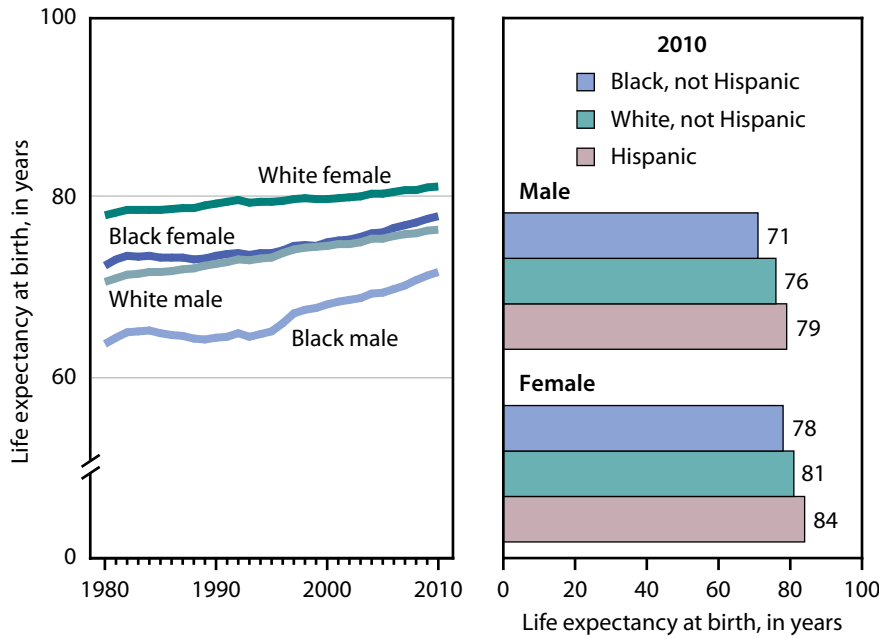 100
80
60
0
Life expectancy at birth, in years
White female
Black female
White male
Black male
1980 1990 2000 2010
2010
Black, not Hispanic
White, not Hispanic
Hispanic
Male
71
76
79
Female
78
81
84
0 20 40 60 80 100
Life expectancy at birth, in years